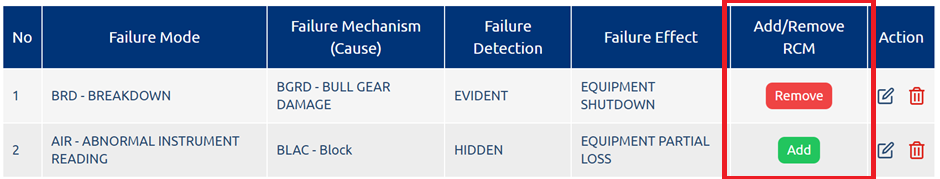 No Failure Mode Failure Mechanism (Cause) Failure Detection Failure Effect Add/Remove RCM Action
1 BRD - BREAKDOWN BGRD - BULL GEAR DAMAGE EVIDENT EQUIPMENT SHUTDOWN Remove
2 AIR - ABNORMAL INSTRUMENT READING BLAC - Block HIDDEN EQUIPMENT PARTIAL LOSS Add